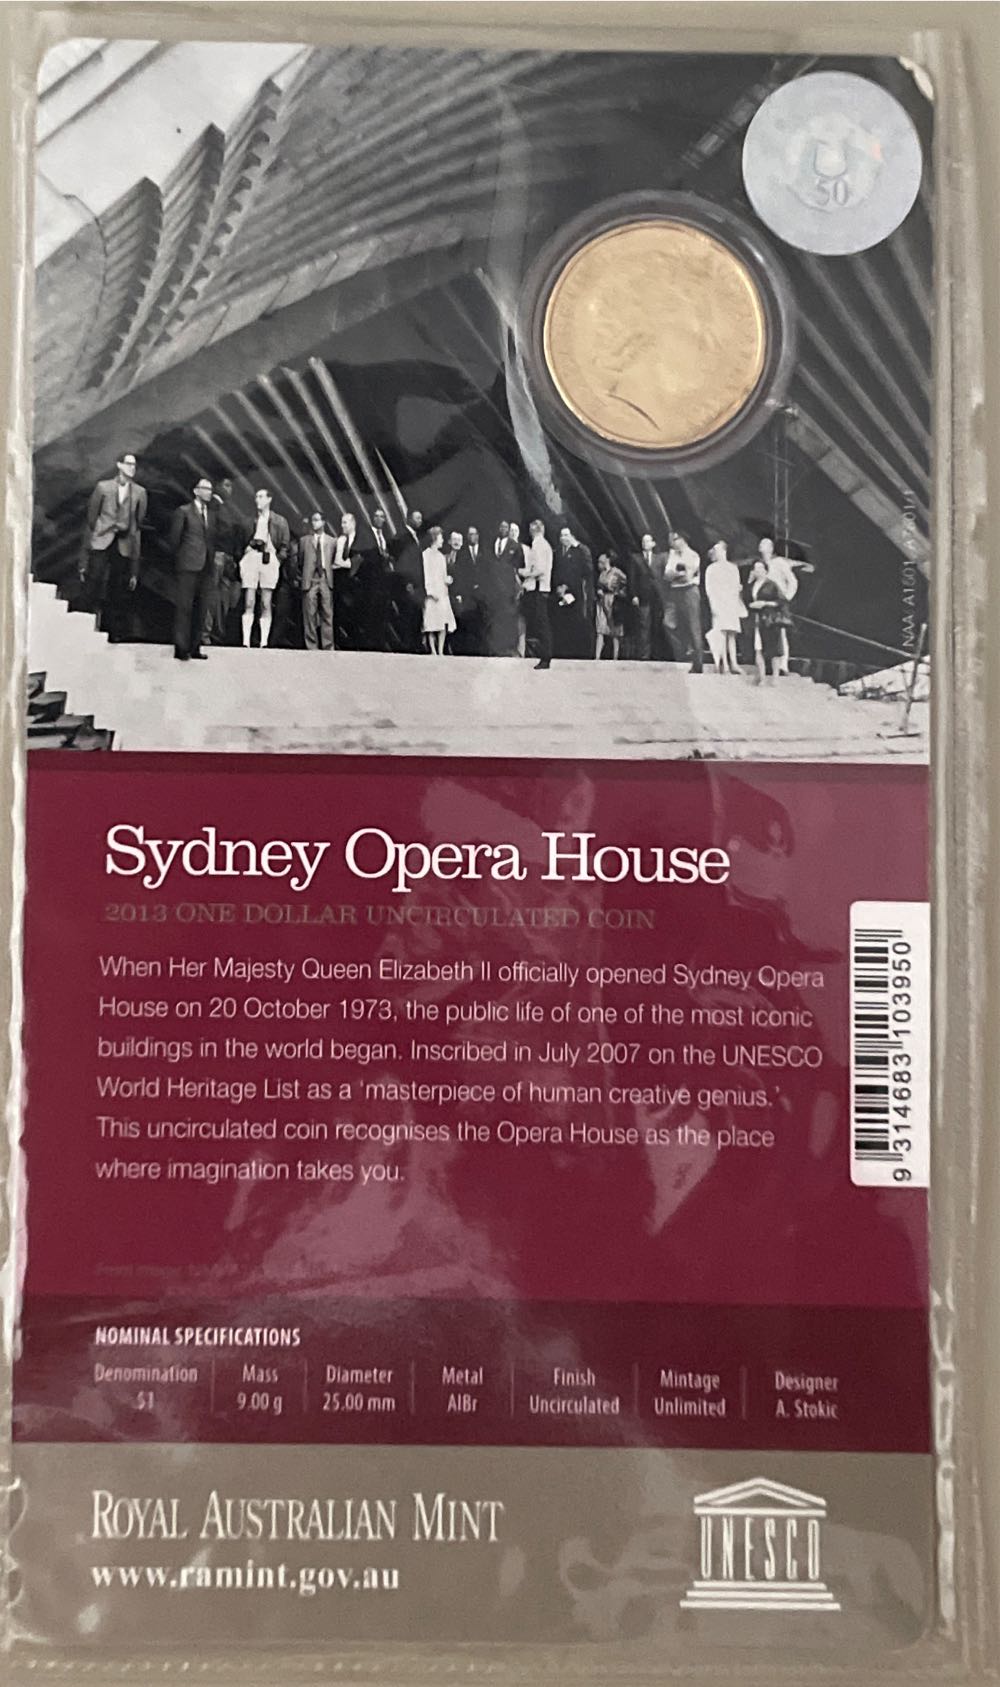 50
NAA A1501
Sydney Opera House
2013 ONE DOLLAR UNCIRCULATED COIN
When Her Majesty Queen Elizabeth II officially opened Sydney Opera
House on 20 October 1973, the public life of one of the most iconic
buildings in the world began. Inscribed in July 2007 on the UNESCO
World Heritage List as a 'masterpiece of human creative genius.'
This uncirculated coin recognises the Opera House as the place
where imagination takes you.
9 314683 103950
NOMINAL SPECIFICATIONS
Denomination Mass Diameter Metal Finish Mintage Designer
$1 9.00 g 25.00 mm AlBr Uncirculated Unlimited A. Stokic
ROYAL AUSTRALIAN MINT
www.ramint.gov.au
UNESCO